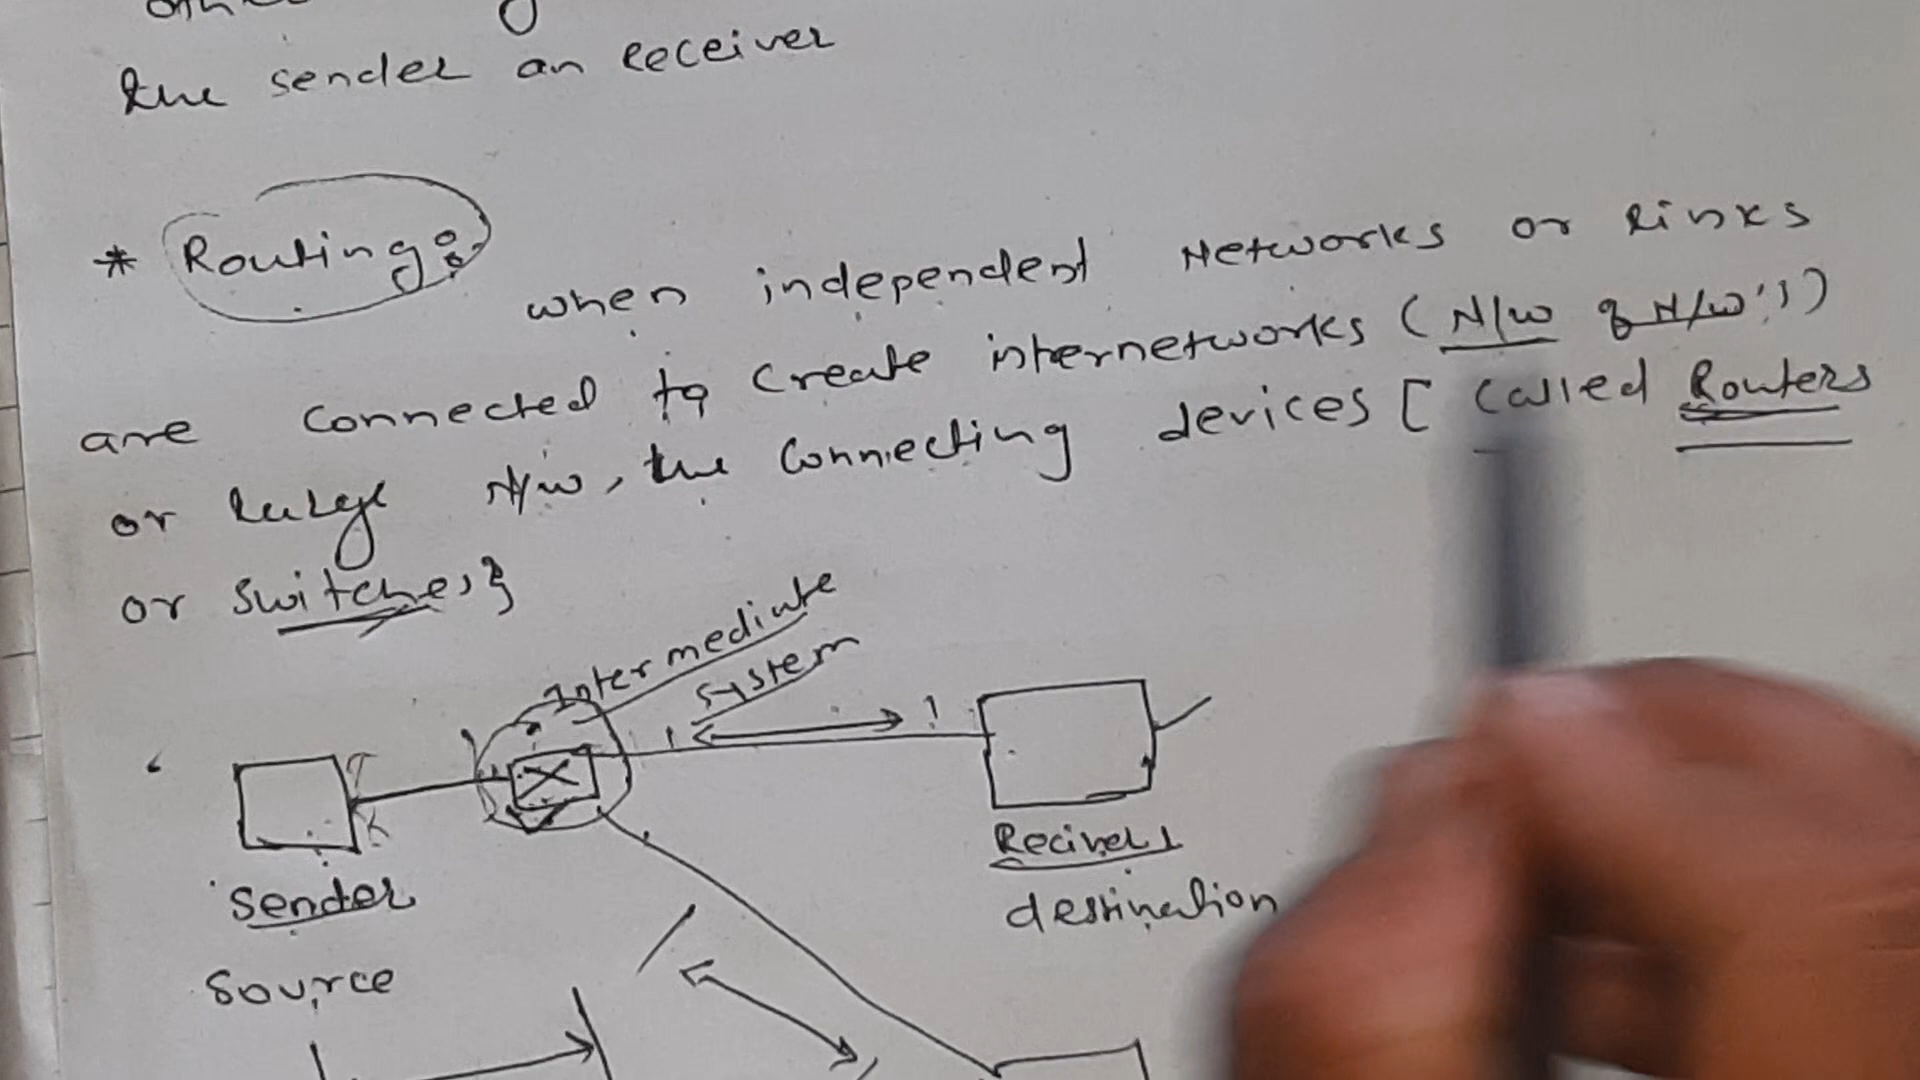 the sender an receiver
* Routing:
when independent Networks or links
are connected to create internetworks (N/w of N/w's)
or large N/w, the connecting devices [called Routers
or switches}
Intermediate
system
sender
source
Reciver 1
destination